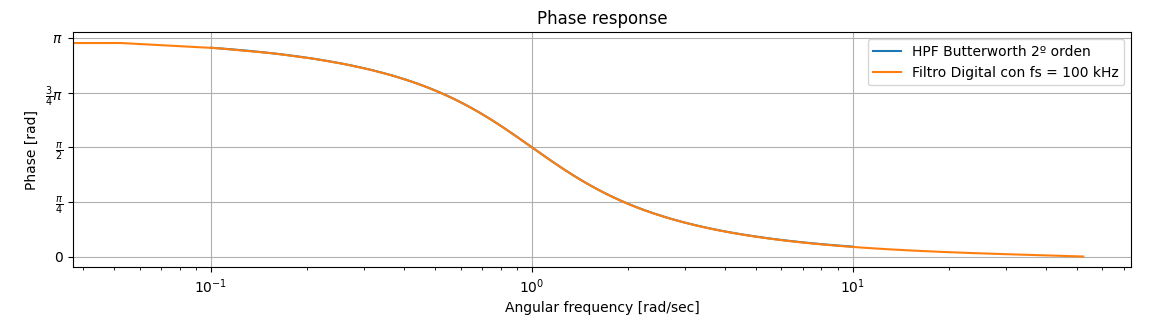 Phase response
HPF Butterworth 2º orden
Filtro Digital con fs = 100 kHz
Phase [rad]
π
3/4 π
π/2
π/4
0
10⁻¹
10⁰
10¹
Angular frequency [rad/sec]